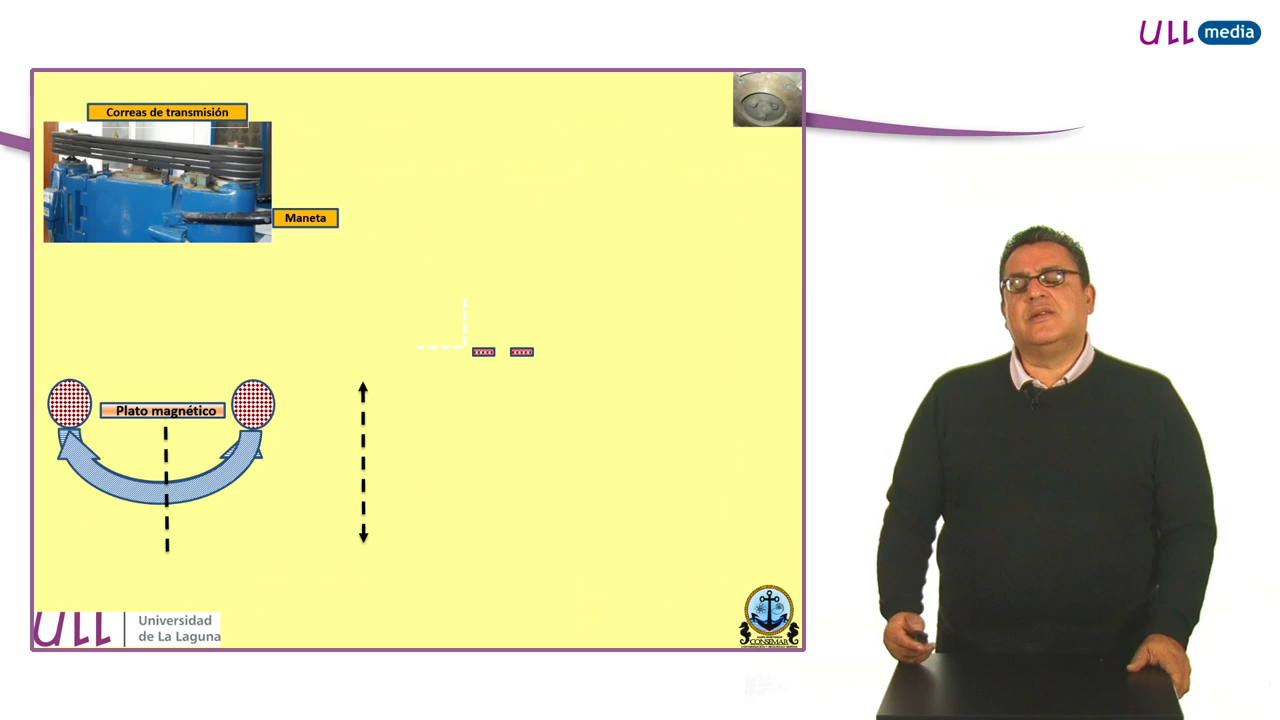 ULL media
Correas de transmisión
Maneta
Plato magnético
ULL
Universidad
de La Laguna
CONSEMAR